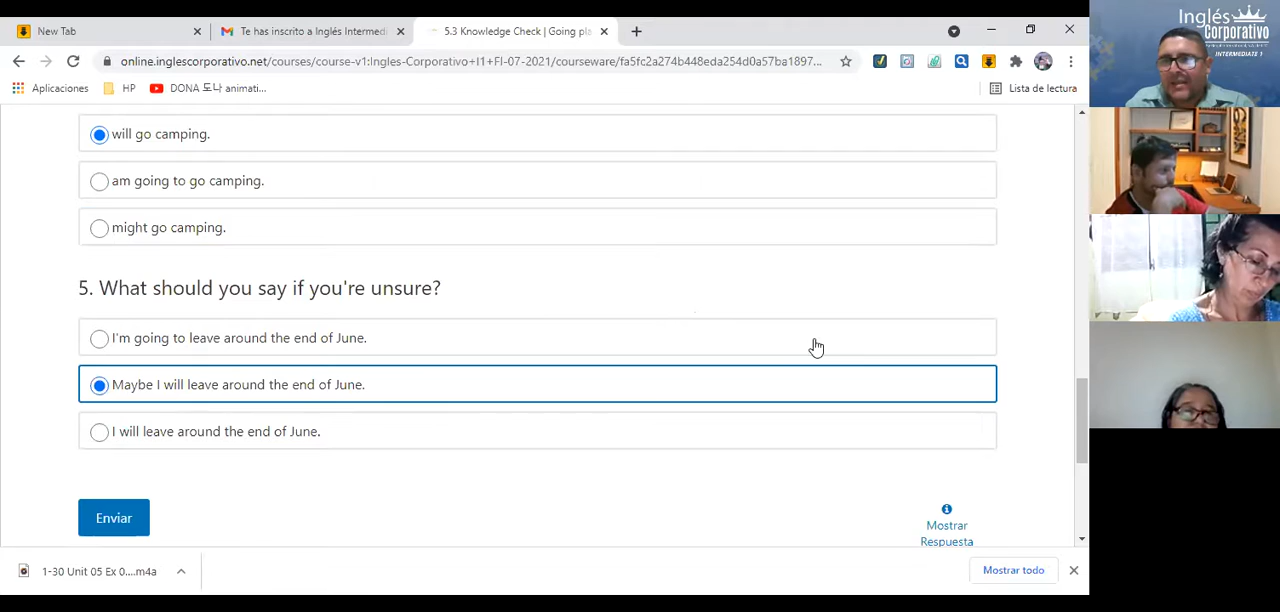 New Tab
Te has inscrito a Inglés Intermedi
5.3 Knowledge Check | Going pla
online.inglescorporativo.net/courses/course-v1:Ingles-Corporativo+I1+FI-07-2021/courseware/fa5fc2a274b448eda254d0a57ba1897...
Aplicaciones
HP
DONA 도나 animati...
Lista de lectura
will go camping.
am going to go camping.
might go camping.
5. What should you say if you're unsure?
I'm going to leave around the end of June.
Maybe I will leave around the end of June.
I will leave around the end of June.
Enviar
Mostrar
Respuesta
1-30 Unit 05 Ex 0....m4a
Mostrar todo
Inglés
Corporativo
INTERMEDIATE 1